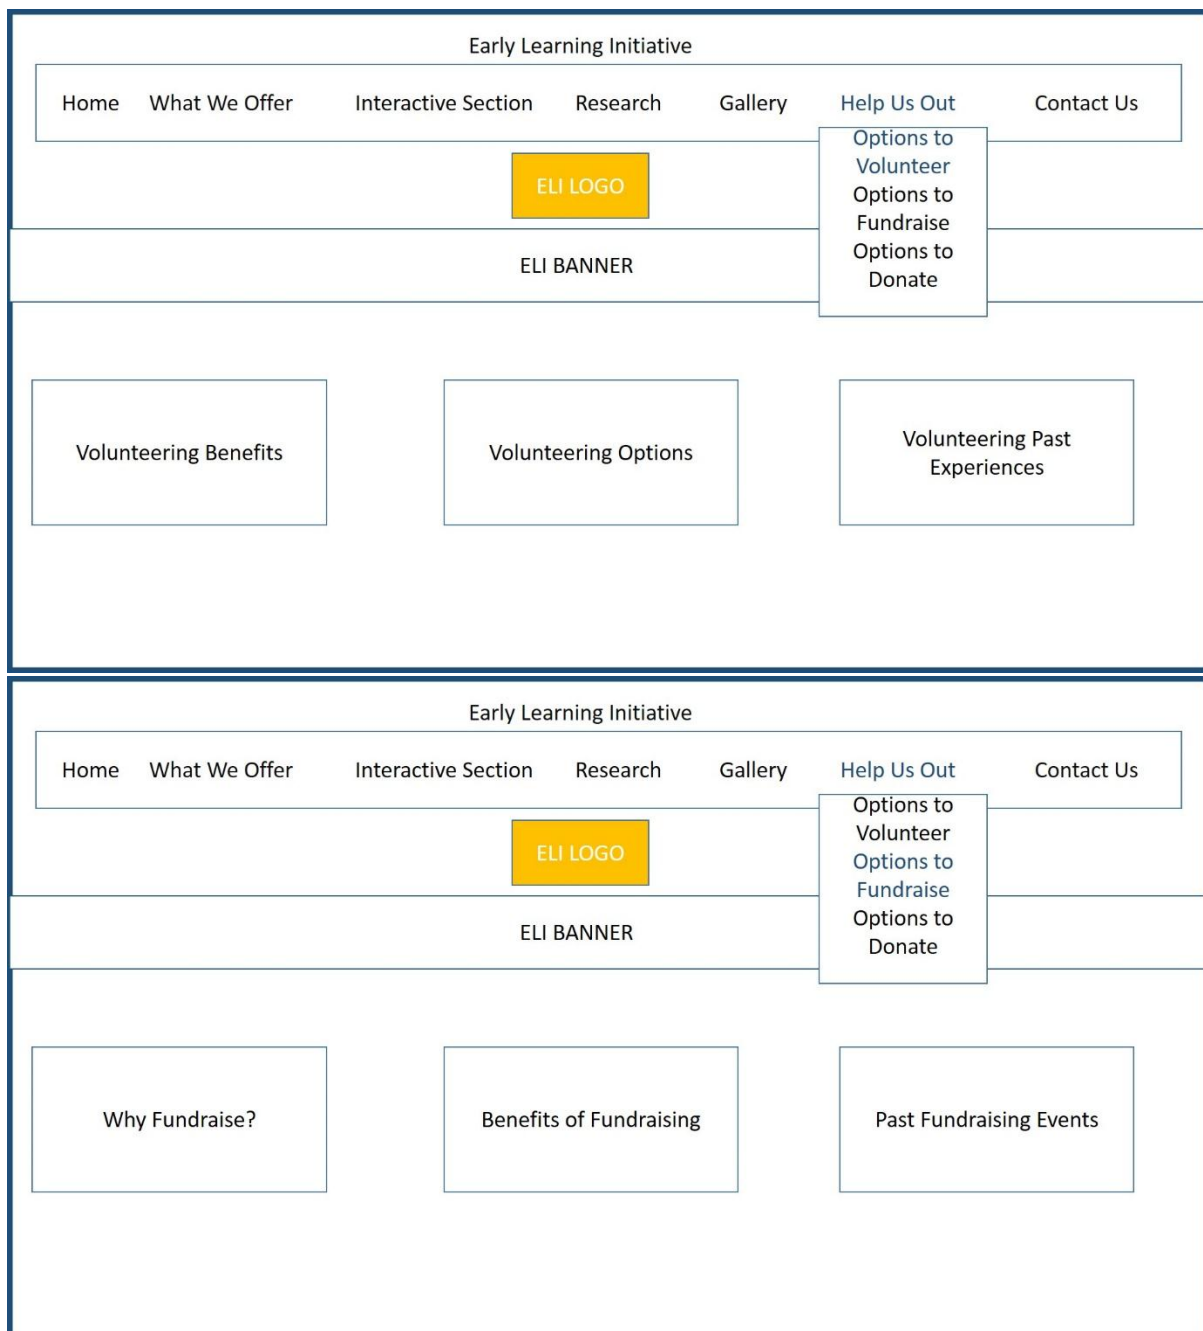 Early Learning Initiative
Home What We Offer Interactive Section Research Gallery Help Us Out Contact Us
Options to
Volunteer
Options to
Fundraise
Options to
Donate
ELI LOGO
ELI BANNER
Volunteering Benefits
Volunteering Options
Volunteering Past
Experiences
Early Learning Initiative
Home What We Offer Interactive Section Research Gallery Help Us Out Contact Us
Options to
Volunteer
Options to
Fundraise
Options to
Donate
ELI LOGO
ELI BANNER
Why Fundraise?
Benefits of Fundraising
Past Fundraising Events